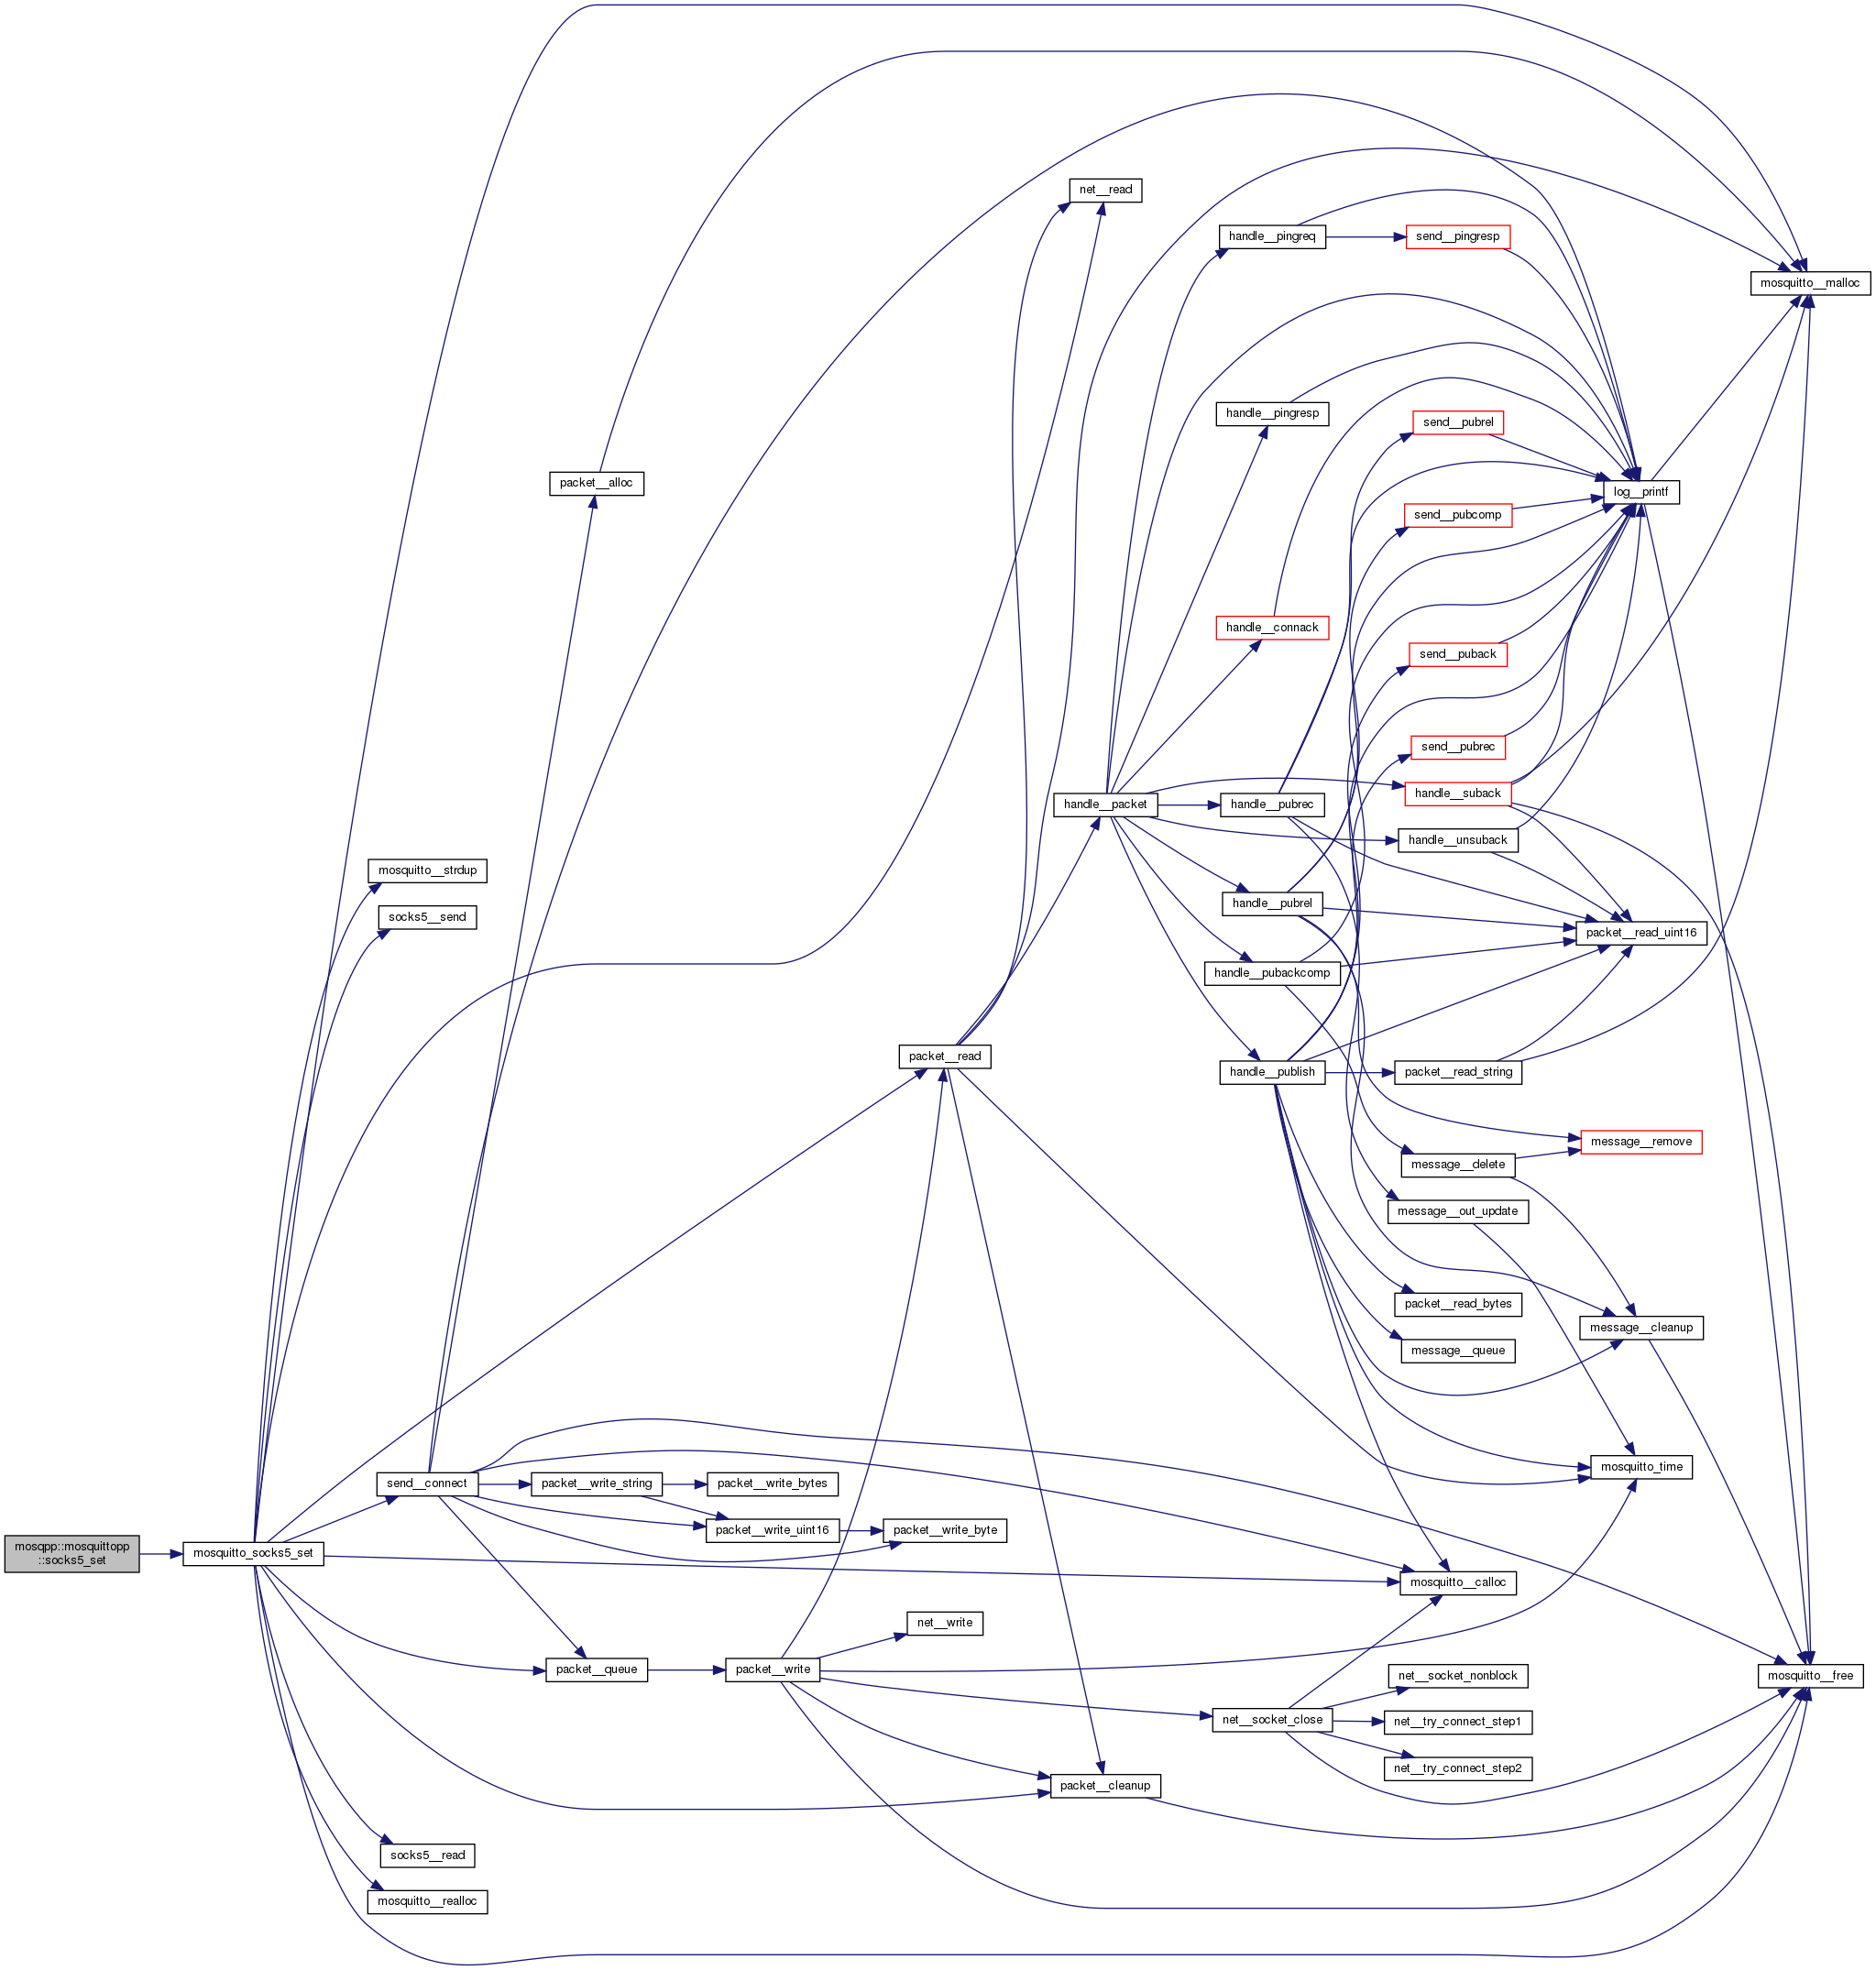 mosqpp::mosquittopp
::socks5_set
mosquitto_socks5_set
mosquitto__strdup
socks5__send
send__connect
socks5__read
mosquitto__realloc
packet__alloc
packet__write_string
packet__queue
packet__write_bytes
packet__write_uint16
packet__write
packet__read
packet__write_byte
net__write
net__read
handle__packet
packet__cleanup
handle__pingreq
handle__pingresp
handle__connack
handle__pubrec
handle__pubrel
handle__pubackcomp
handle__publish
net__socket_close
send__pingresp
send__pubrel
send__pubcomp
send__puback
send__pubrec
handle__suback
handle__unsuback
packet__read_string
message__delete
message__out_update
packet__read_bytes
message__queue
mosquitto__calloc
net__socket_nonblock
net__try_connect_step1
net__try_connect_step2
log__printf
packet__read_uint16
message__remove
message__cleanup
mosquitto_time
mosquitto__malloc
mosquitto__free